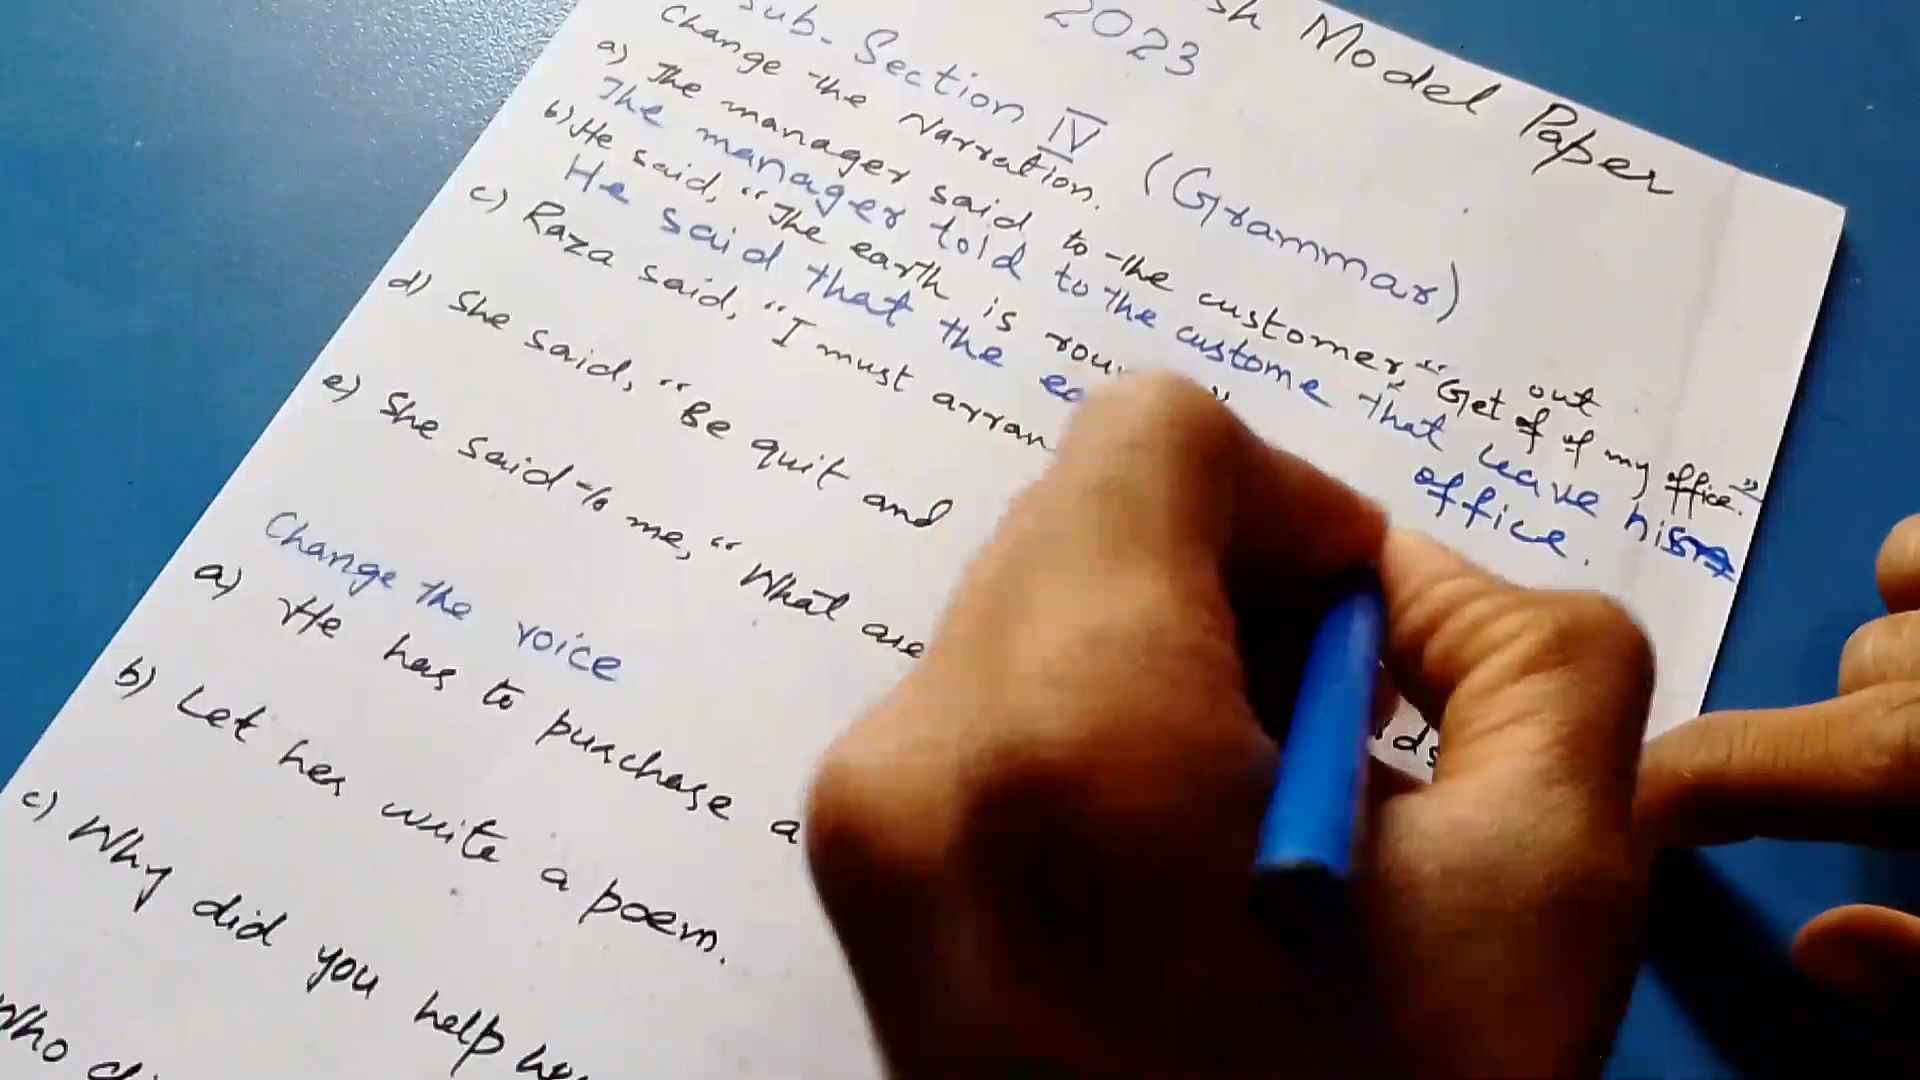 Model Paper
2023
Sub-Section IV (Grammar)
Change the Narration.
a) The manager said to the customer "Get out of of my office."
The manager told to the custome that leave his
office.
b) He said, "The earth is
He said that the
c) Raza said, "I must
d) She said, "Be quit and
e) She said to me, "What are
Change the voice
a) He has to purchase a
b) Let her write a poem.
c) Why did you help
Who